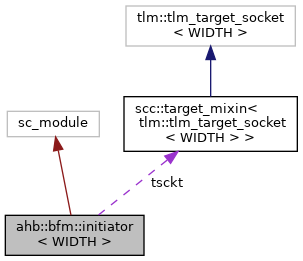 tlm::tlm_target_socket
< WIDTH >
sc_module
scc::target_mixin<
tlm::tlm_target_socket
< WIDTH > >
tsckt
ahb::bfm::initiator
< WIDTH >